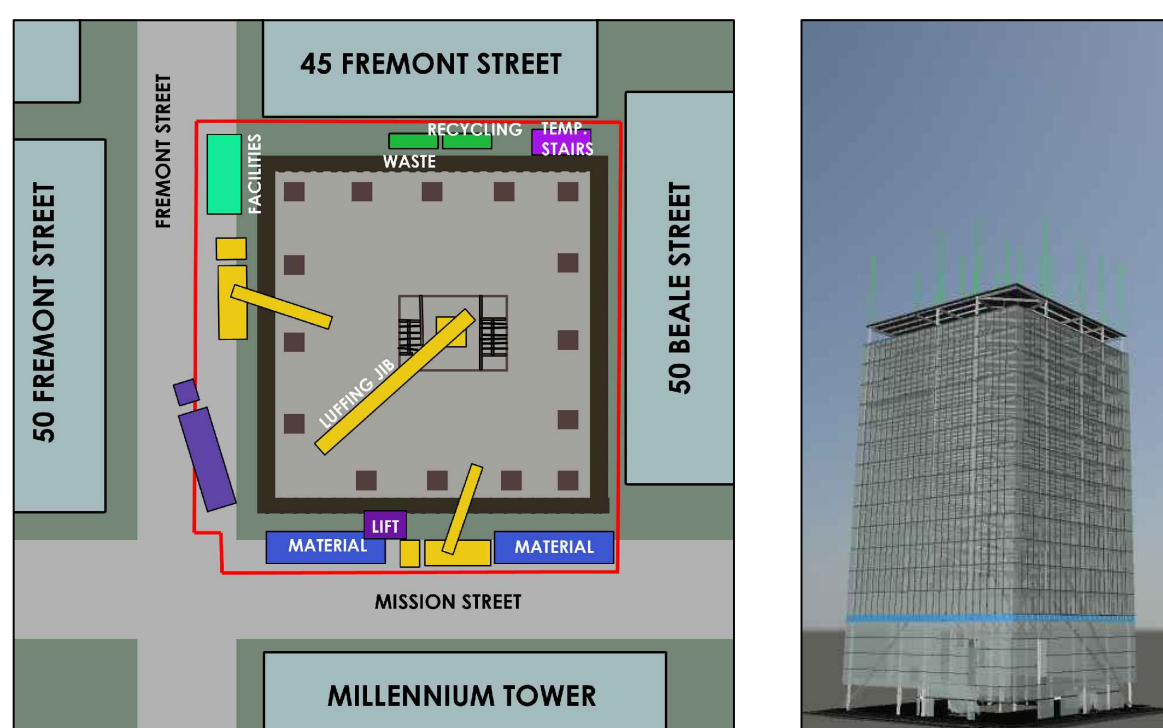 45 FREMONT STREET
FREMONT STREET
RECYCLING
TEMP.
STAIRS
WASTE
FACILITIES
50 FREMONT STREET
50 BEALE STREET
LUFFING JIB
LIFT
MATERIAL
MATERIAL
MISSION STREET
MILLENNIUM TOWER